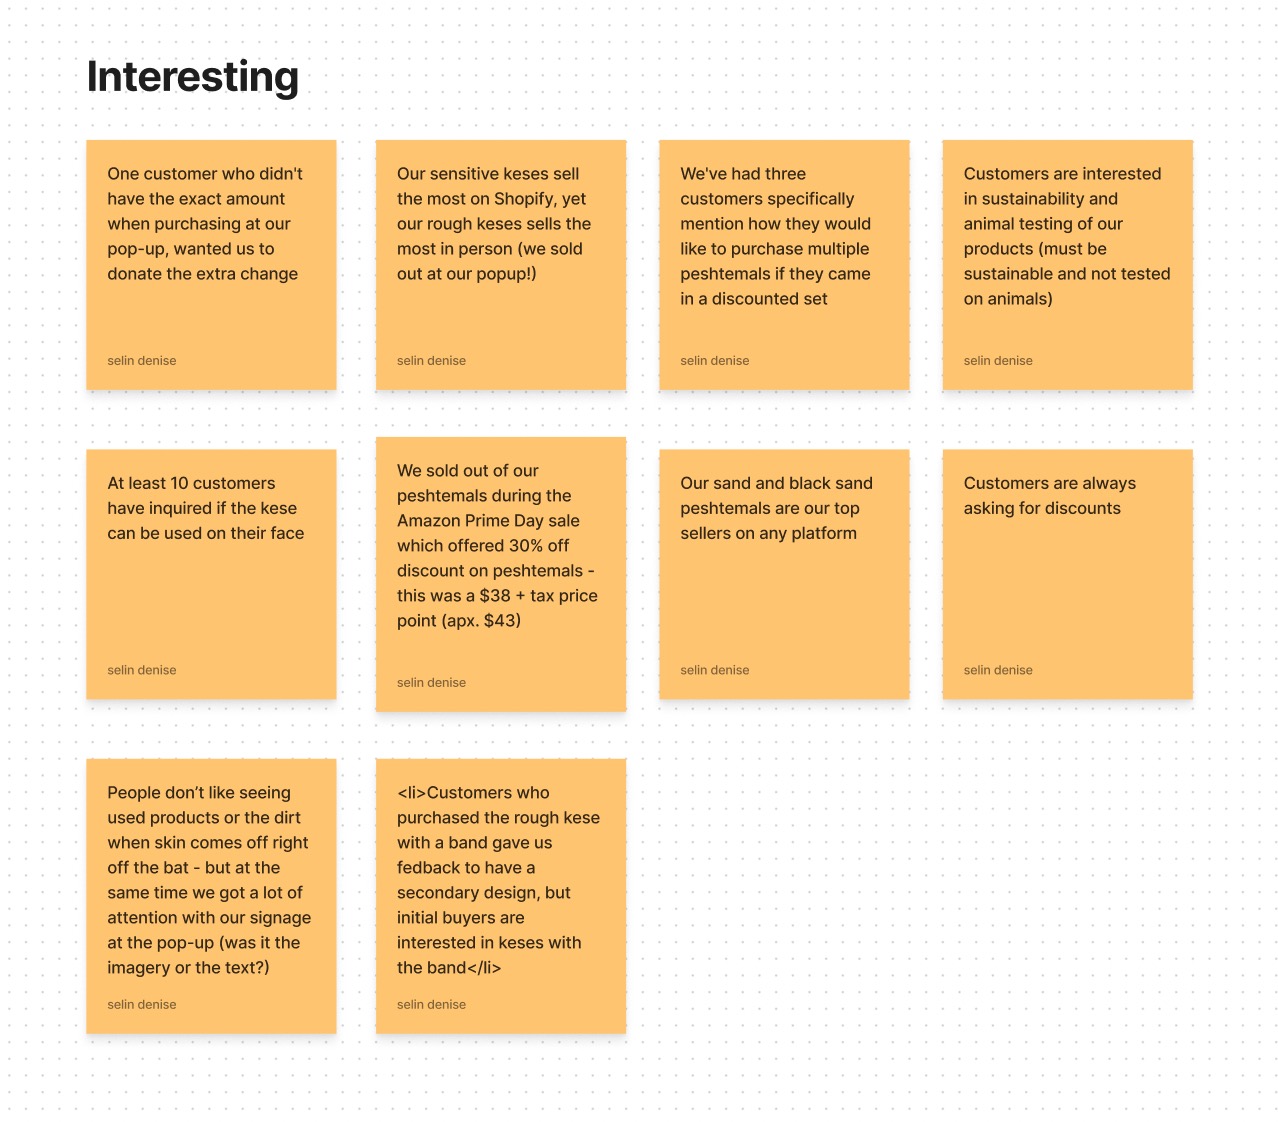 Interesting
One customer who didn't
have the exact amount
when purchasing at our
pop-up, wanted us to
donate the extra change
selin denise
Our sensitive keses sell
the most on Shopify, yet
our rough keses sells the
most in person (we sold
out at our popup!)
selin denise
We've had three
customers specifically
mention how they would
like to purchase multiple
peshtemals if they came
in a discounted set
selin denise
Customers are interested
in sustainability and
animal testing of our
products (must be
sustainable and not tested
on animals)
selin denise
At least 10 customers
have inquired if the kese
can be used on their face
selin denise
We sold out of our
peshtemals during the
Amazon Prime Day sale
which offered 30% off
discount on peshtemals -
this was a $38 + tax price
point (apx. $43)
selin denise
Our sand and black sand
peshtemals are our top
sellers on any platform
selin denise
Customers are always
asking for discounts
selin denise
People don’t like seeing
used products or the dirt
when skin comes off right
off the bat - but at the
same time we got a lot of
attention with our signage
at the pop-up (was it the
imagery or the text?)
selin denise
<li>Customers who
purchased the rough kese
with a band gave us
fedback to have a
secondary design, but
initial buyers are
interested in keses with
the band</li>
selin denise